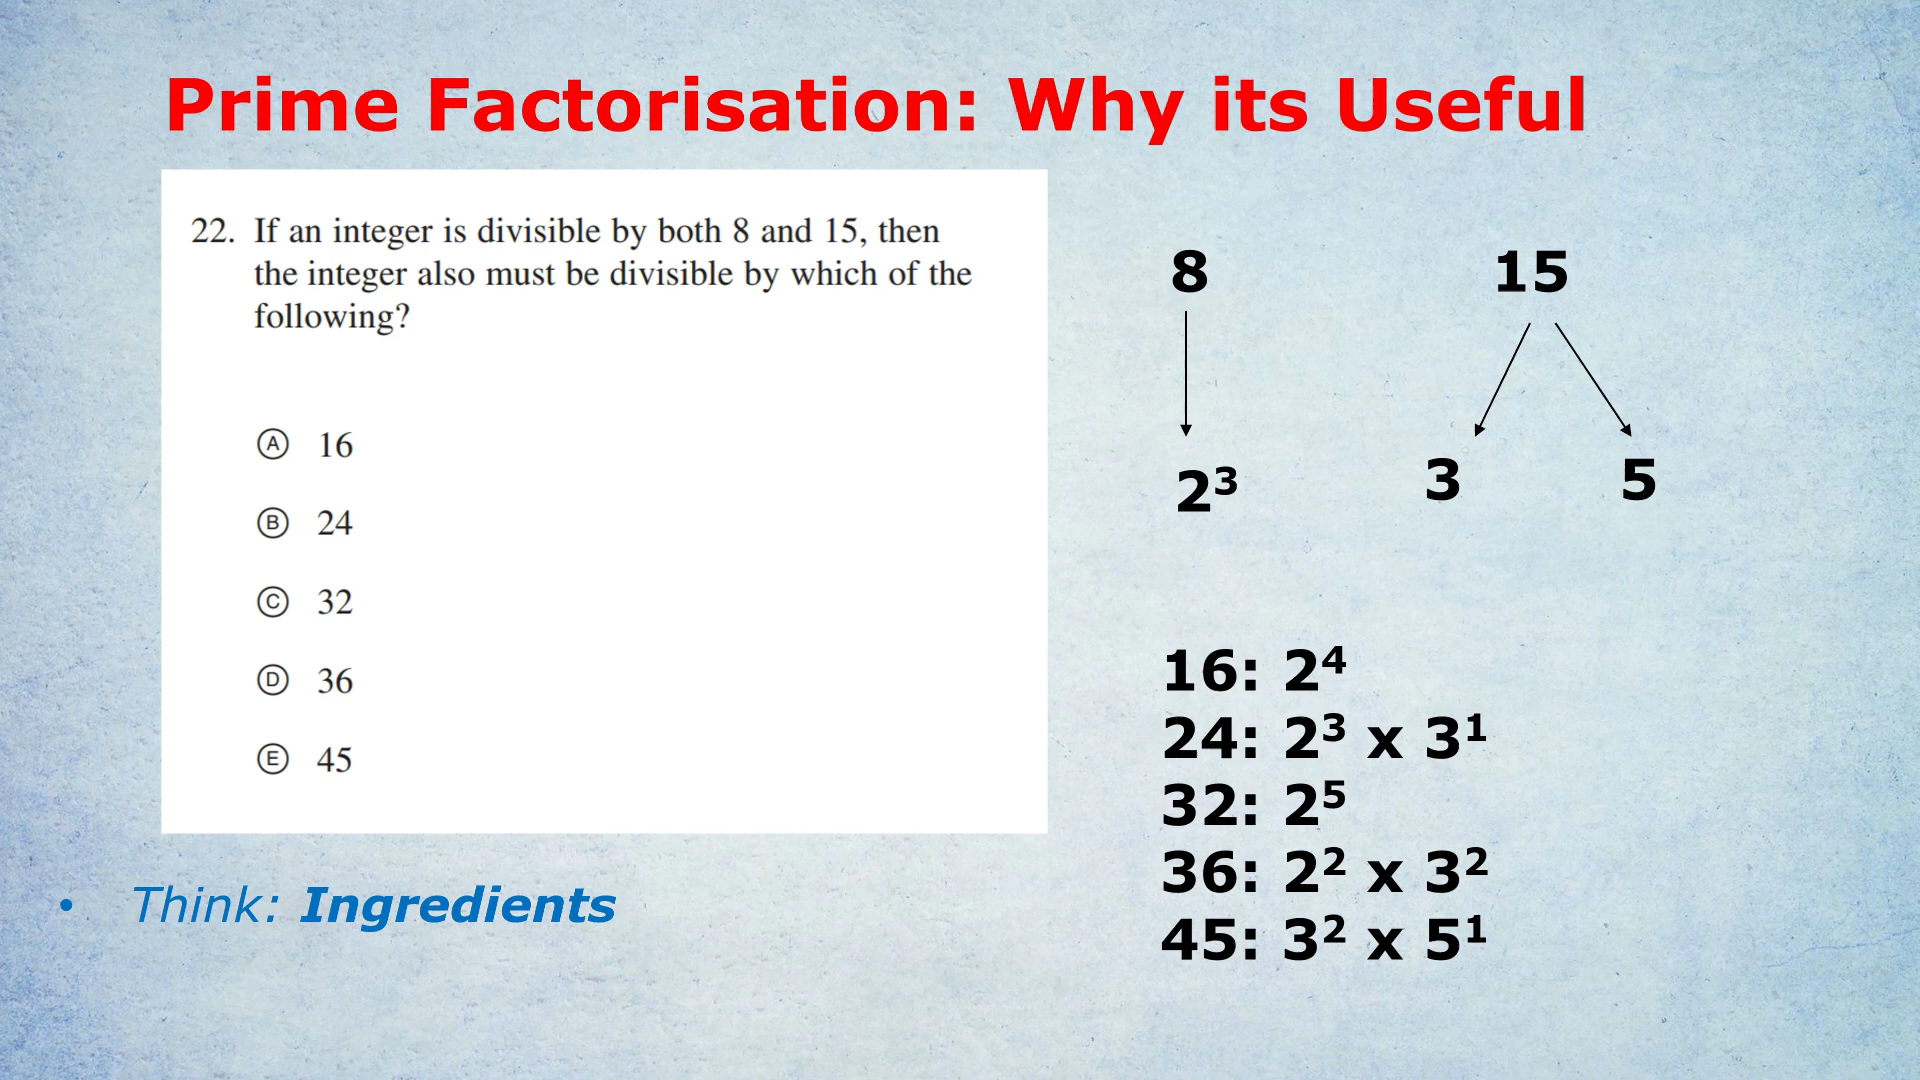 Prime Factorisation: Why its Useful
22. If an integer is divisible by both 8 and 15, then
the integer also must be divisible by which of the
following?
Ⓐ 16
Ⓑ 24
Ⓒ 32
Ⓓ 36
Ⓔ 45
• Think: Ingredients
8
15
2³
3
5
16: 2⁴
24: 2³ x 3¹
32: 2⁵
36: 2² x 3²
45: 3² x 5¹